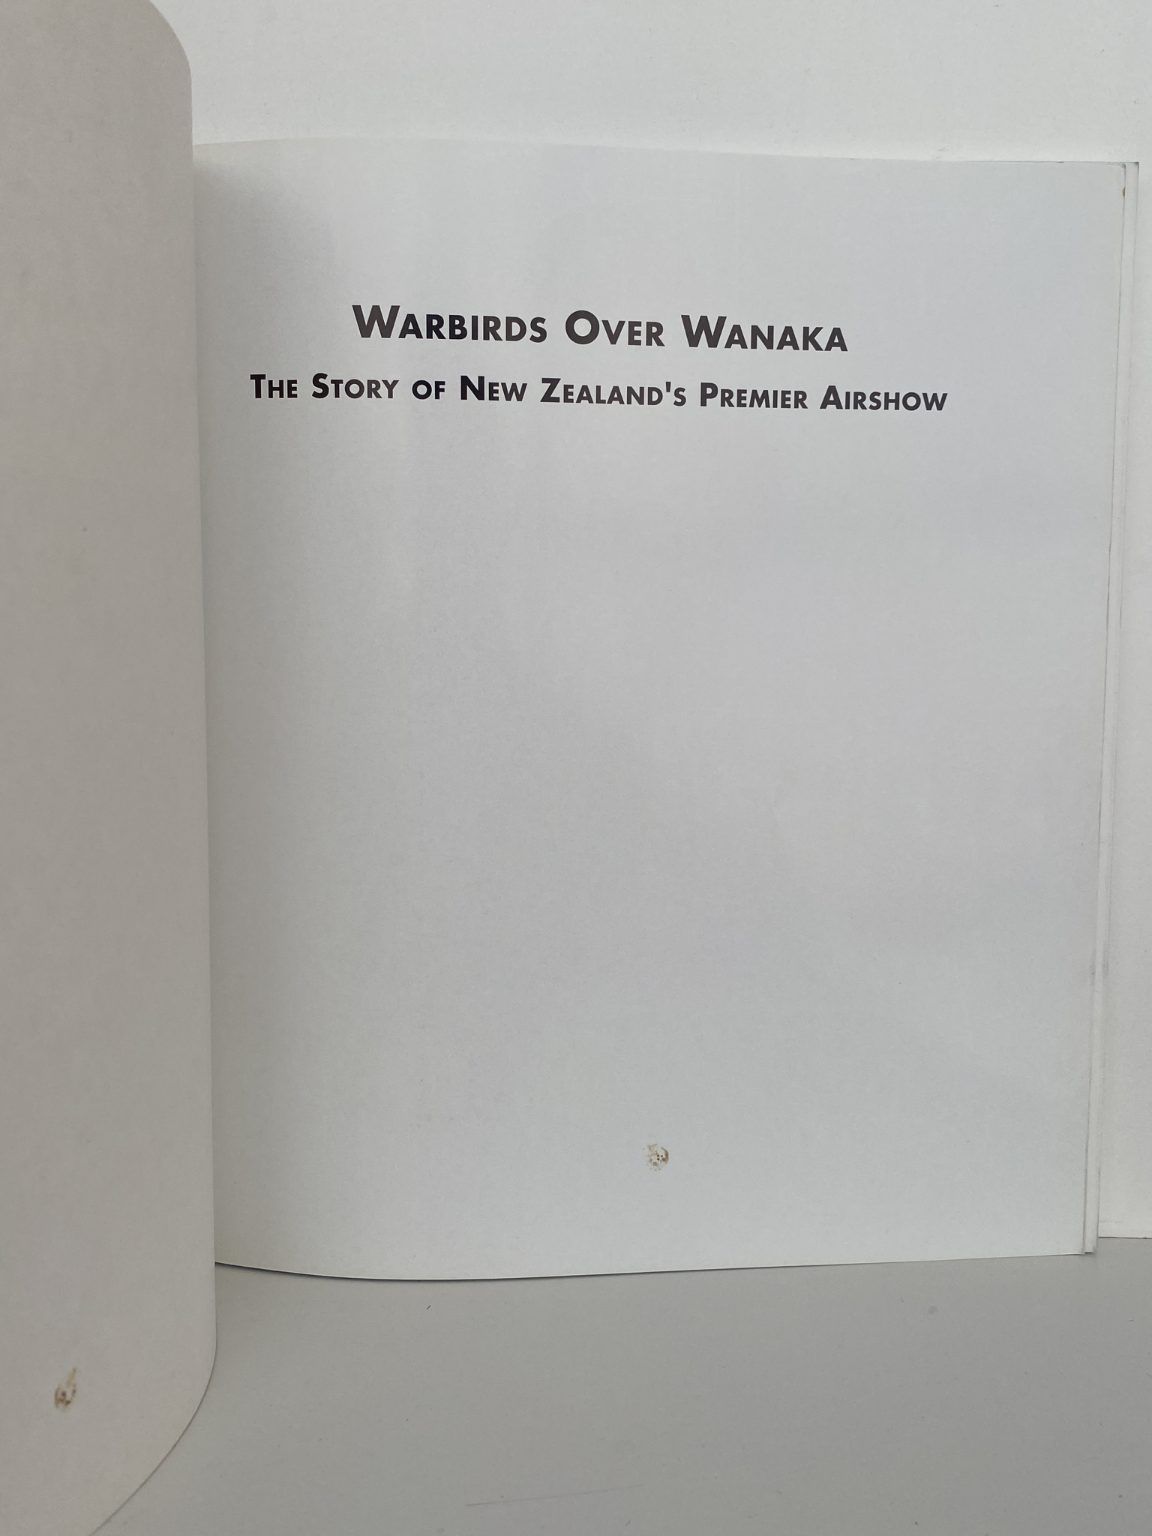 Warbirds Over Wanaka
The Story of New Zealand's Premier Airshow